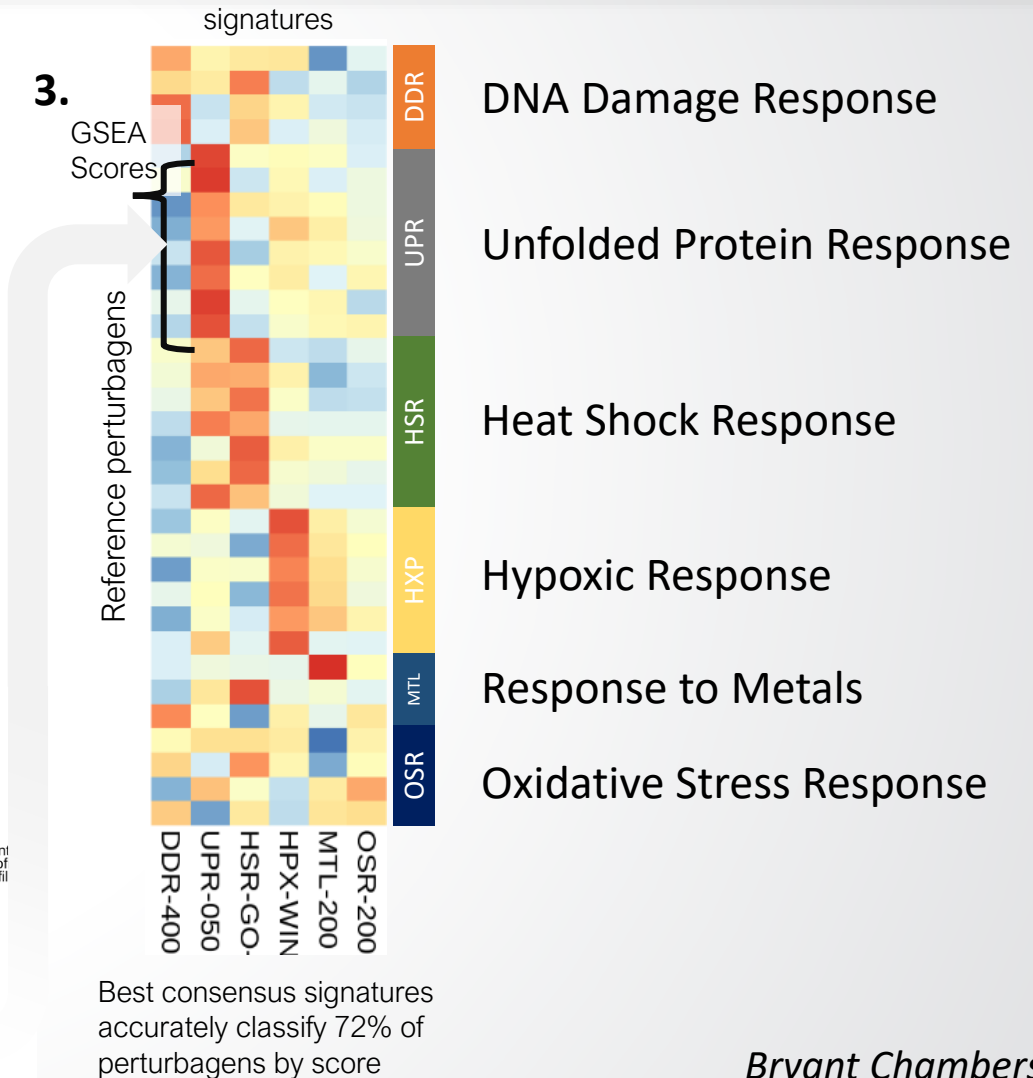 signatures
3.
GSEA
Scores
Reference perturbagens
DDR
UPR
HSR
HXP
MTL
OSR
DNA Damage Response
Unfolded Protein Response
Heat Shock Response
Hypoxic Response
Response to Metals
Oxidative Stress Response
DDR-400
UPR-050
HSR-GO-
HPX-WIN
MTL-200
OSR-200
of
Best consensus signatures
accurately classify 72% of
perturbagens by score
Bryant Chambers